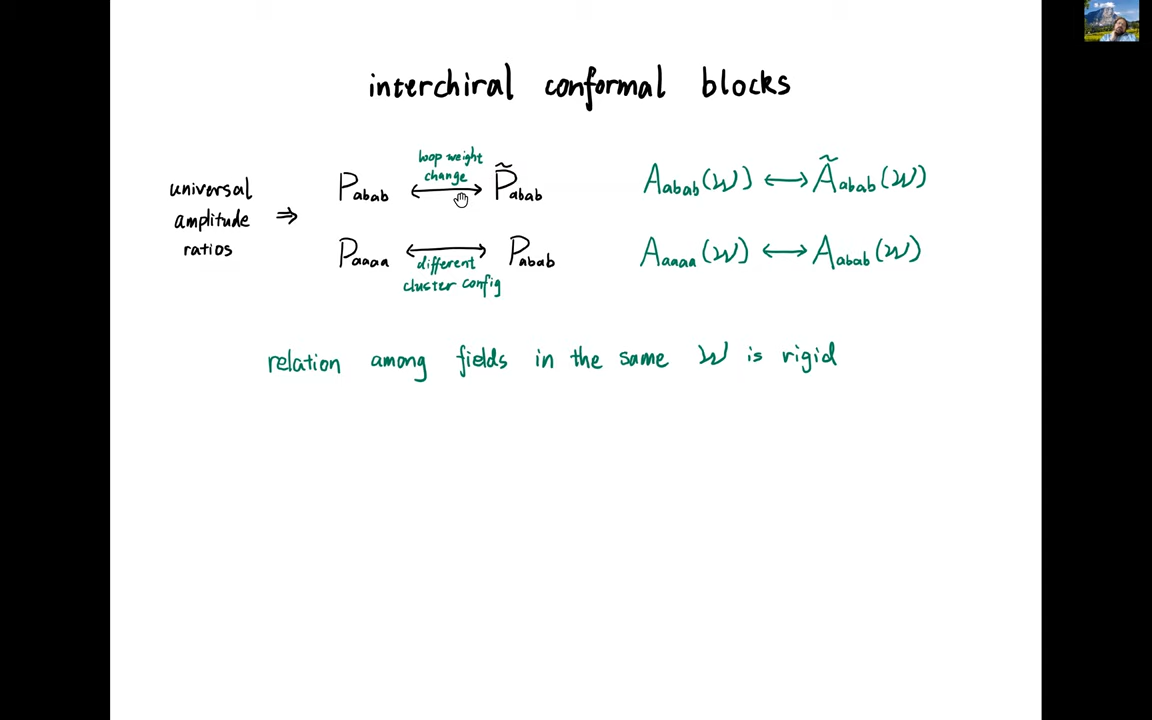 interchiral conformal blocks
universal amplitude ratios ⇒
P_abab ⟷ P̃_abab
loop weight change
A_abab(W) ⟷ Ã_abab(W)
P_aaaa ⟷ P_abab
different cluster config
A_aaaa(W) ⟷ A_abab(W)
relation among fields in the same W is rigid